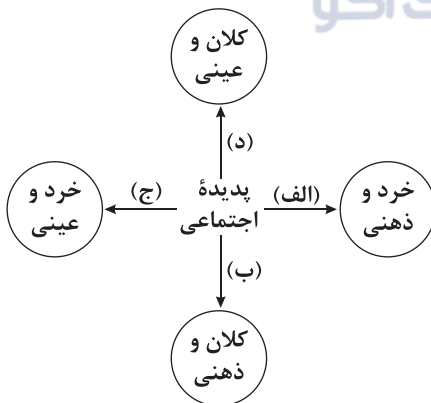 کلان و
عینی
(د)
خرد و
ذهنی
(الف)
پدیدهٔ
اجتماعی
(ج)
خرد و
عینی
(ب)
کلان و
ذهنی